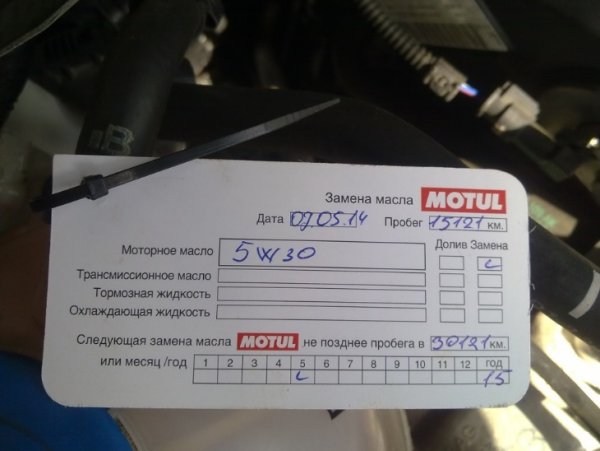 Замена масла MOTUL
Дата 07.05.14 Пробег 15121 км.
Долив Замена
Моторное масло 5W30
Трансмиссионное масло
Тормозная жидкость
Охлаждающая жидкость
Следующая замена масла MOTUL не позднее пробега в 30121 км.
или месяц /год 1 2 3 4 5 6 7 8 9 10 11 12 год
15